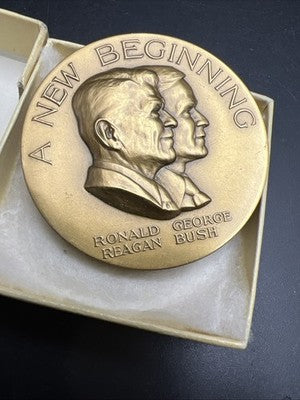 A NEW BEGINNING
RONALD GEORGE
REAGAN BUSH